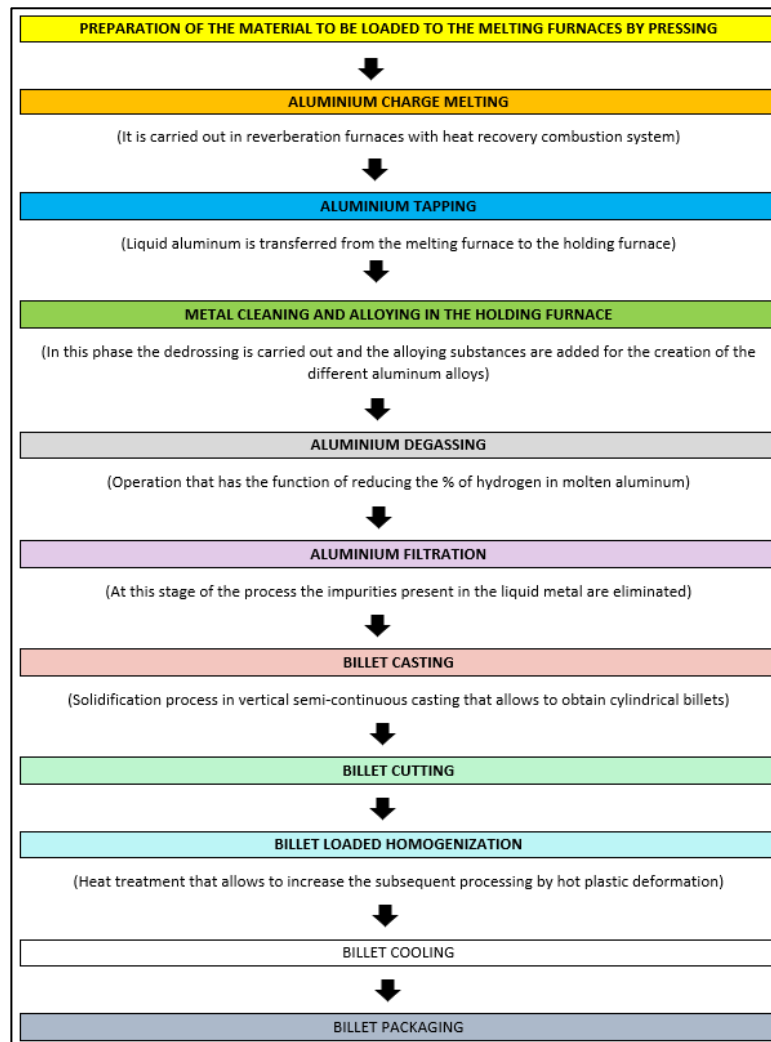 PREPARATION OF THE MATERIAL TO BE LOADED TO THE MELTING FURNACES BY PRESSING
ALUMINIUM CHARGE MELTING
(It is carried out in reverberation furnaces with heat recovery combustion system)
ALUMINIUM TAPPING
(Liquid aluminum is transferred from the melting furnace to the holding furnace)
METAL CLEANING AND ALLOYING IN THE HOLDING FURNACE
(In this phase the dedrossing is carried out and the alloying substances are added for the creation of the
different aluminum alloys)
ALUMINIUM DEGASSING
(Operation that has the function of reducing the % of hydrogen in molten aluminum)
ALUMINIUM FILTRATION
(At this stage of the process the impurities present in the liquid metal are eliminated)
BILLET CASTING
(Solidification process in vertical semi-continuous casting that allows to obtain cylindrical billets)
BILLET CUTTING
BILLET LOADED HOMOGENIZATION
(Heat treatment that allows to increase the subsequent processing by hot plastic deformation)
BILLET COOLING
BILLET PACKAGING